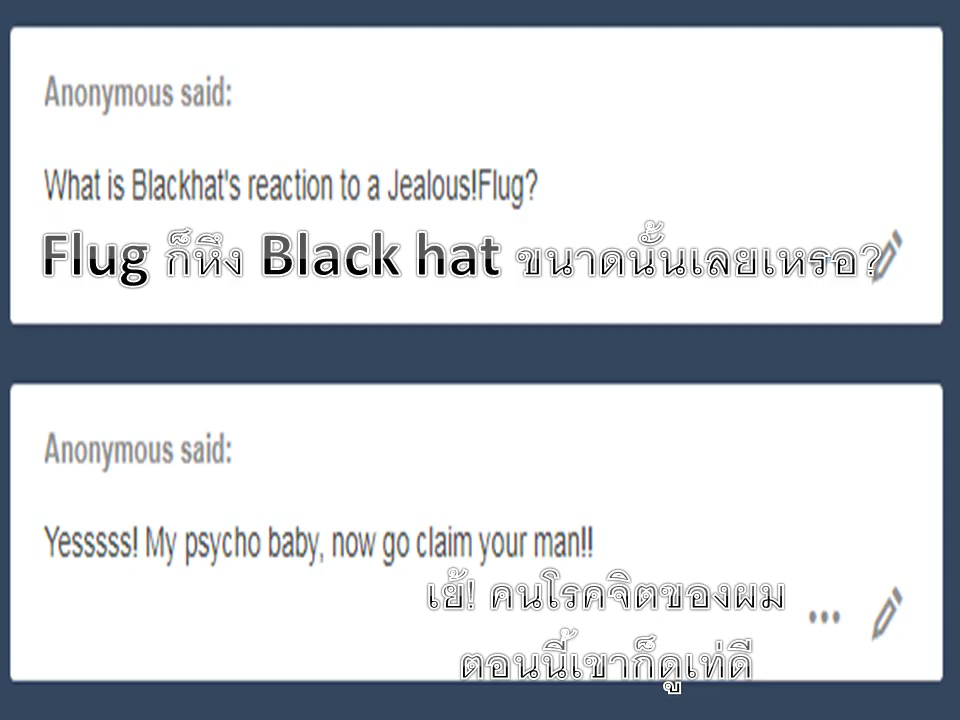 Anonymous said:
What is Blackhat's reaction to a Jealous!Flug?
Flug ก็หึง Black hat ขนาดนั้นเลยเหรอ?
Anonymous said:
Yesssss! My psycho baby, now go claim your man!!
เย้! คนโรคจิตของผม
ตอนนี้เขาก็ดูเท่ดี